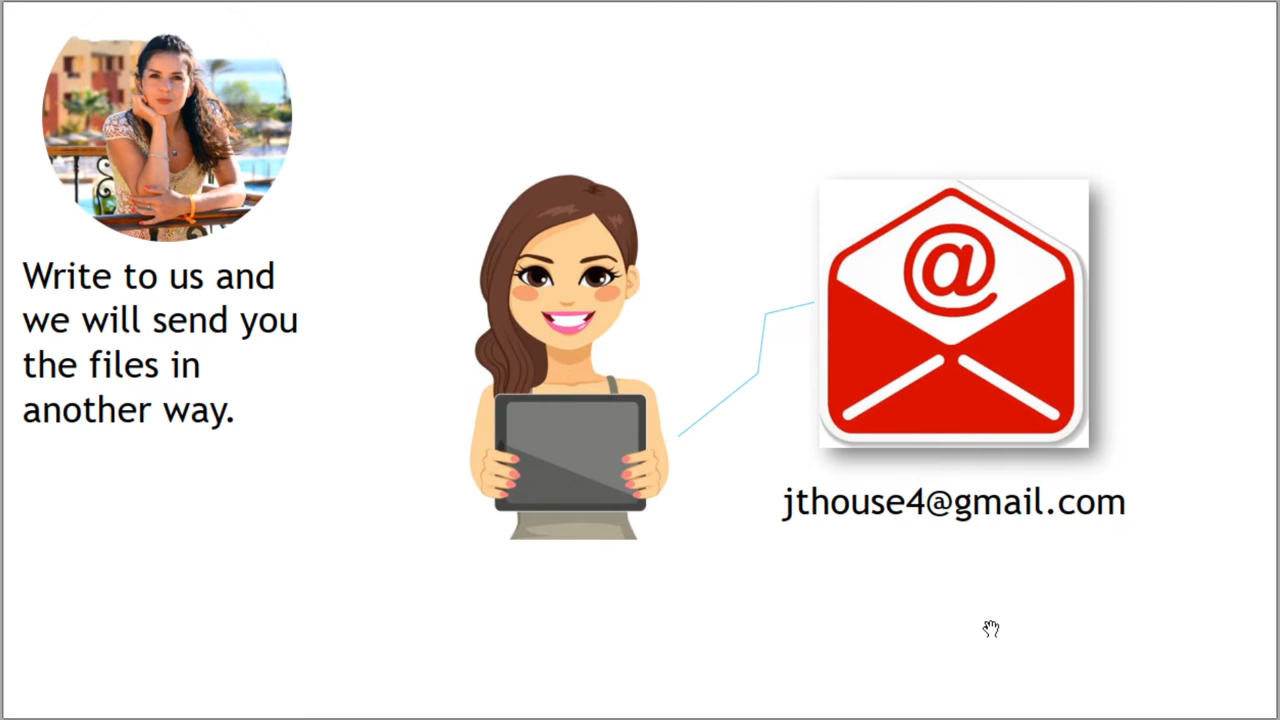 Write to us and
we will send you
the files in
another way.
@
jthouse4@gmail.com